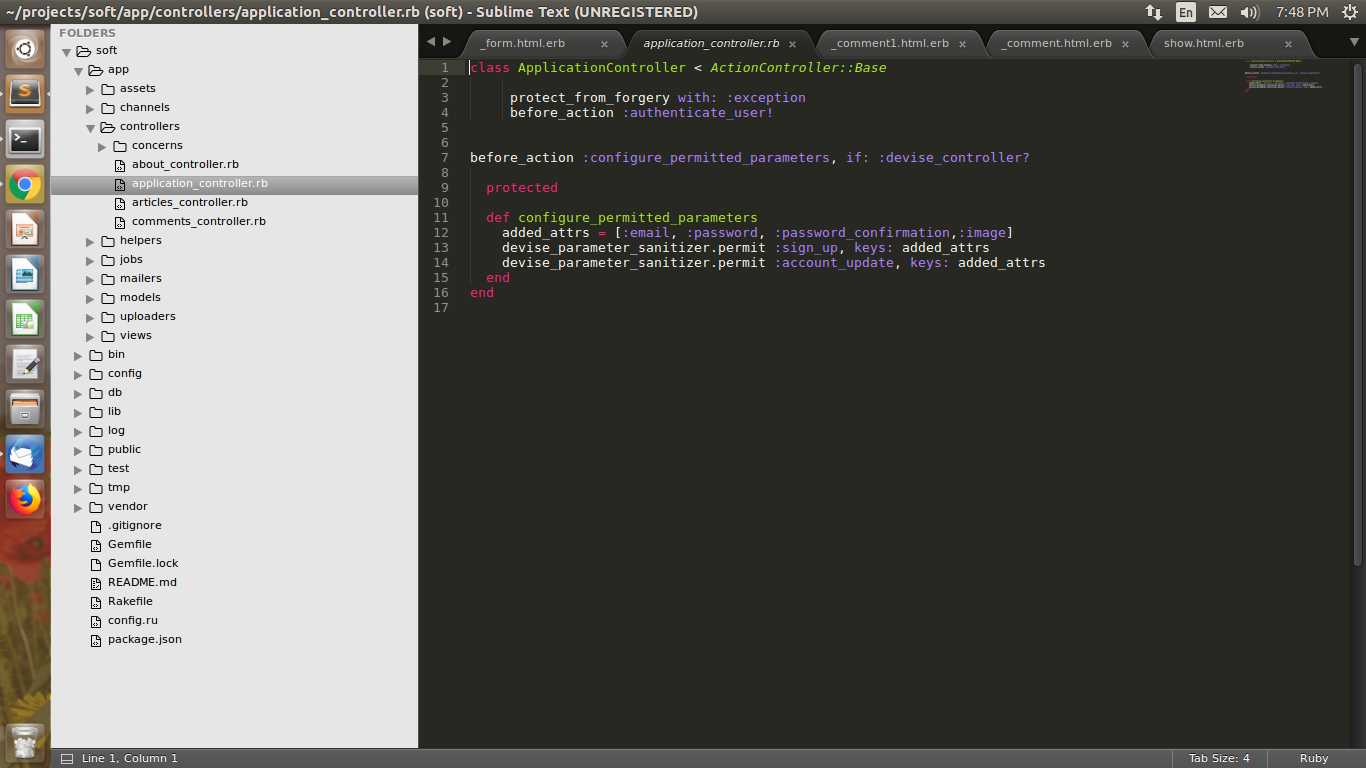 ~/projects/soft/app/controllers/application_controller.rb (soft) - Sublime Text (UNREGISTERED)
En
7:48 PM
FOLDERS
soft
app
assets
channels
controllers
concerns
about_controller.rb
application_controller.rb
articles_controller.rb
comments_controller.rb
helpers
jobs
mailers
models
uploaders
views
bin
config
db
lib
log
public
test
tmp
vendor
.gitignore
Gemfile
Gemfile.lock
README.md
Rakefile
config.ru
package.json
_form.html.erb ×
application_controller.rb ×
_comment1.html.erb ×
_comment.html.erb ×
show.html.erb ×
1 class ApplicationController < ActionController::Base
2
3 protect_from_forgery with: :exception
4 before_action :authenticate_user!
5
6
7 before_action :configure_permitted_parameters, if: :devise_controller?
8
9 protected
10
11 def configure_permitted_parameters
12 added_attrs = [:email, :password, :password_confirmation,:image]
13 devise_parameter_sanitizer.permit :sign_up, keys: added_attrs
14 devise_parameter_sanitizer.permit :account_update, keys: added_attrs
15 end
16 end
17
Line 1, Column 1
Tab Size: 4
Ruby